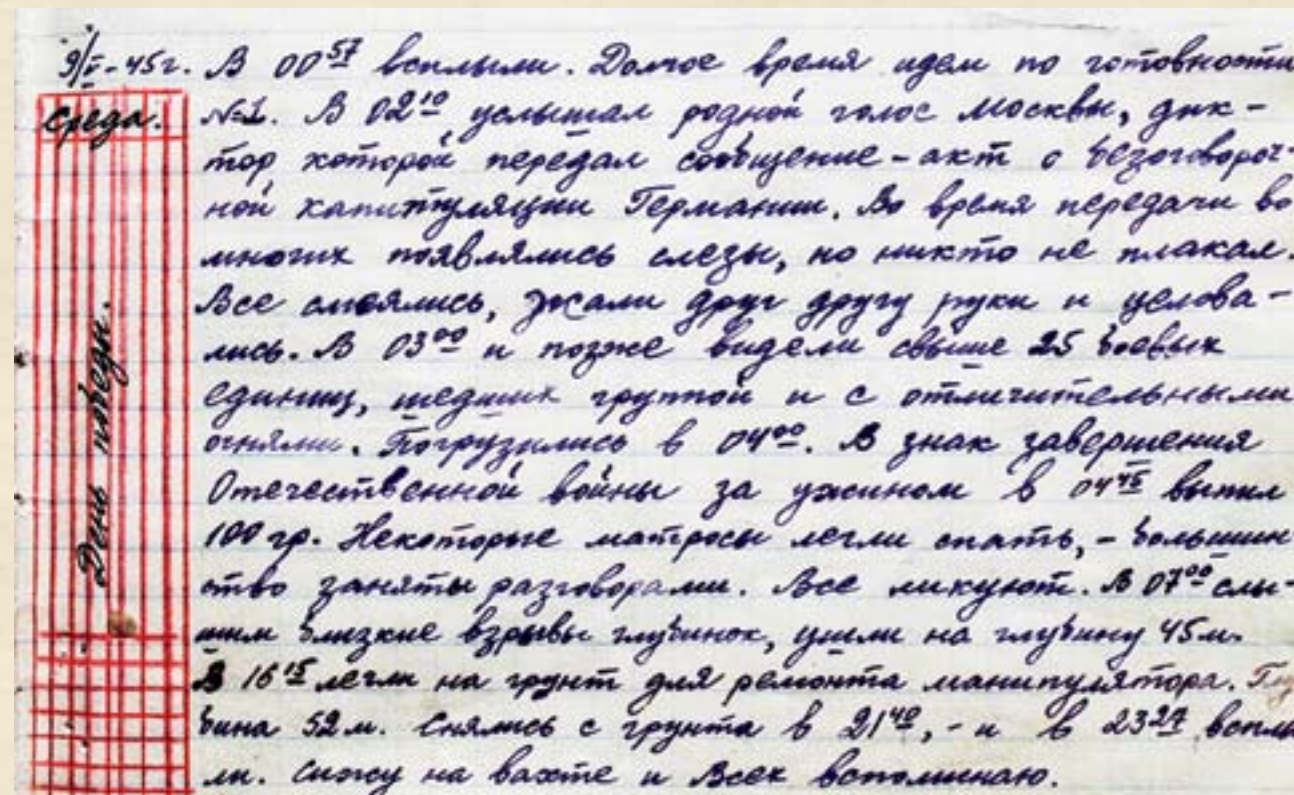 9/V-45г. В 00⁵⁷ всплыли. Долгое время идем по готовности
среда. №1. В 02¹⁰ услышал родной голос Москвы, дик-
тор которой передал сообщение-акт о безоговороч-
ной капитуляции Германии. Во время передачи во
многих появлялись слезы, но никто не плакал.
Все смеялись, жали друг другу руки и целова-
лись. В 03⁰⁰ и позже видели свыше 25 боевых
единиц, шедших группой и с отличительными
огнями. Погрузились в 04⁰⁰. В знак завершения
Отечественной войны за ужином в 04⁴⁵ выпил
100 гр. Некоторые матросы легли спать, - большин
ство заняты разговорами. Все ликуют. В 07⁰⁰ слы-
шим близкие взрывы глубинок, ушли на глубину 45м.
В 16¹⁵ легли на грунт для ремонта манипулятора. Глу
бина 52 м. Снялись с грунта в 21⁴⁰, - и в 23²⁷ всплы
ли. Сижу на вахте и Всех вспоминаю.
День победы.